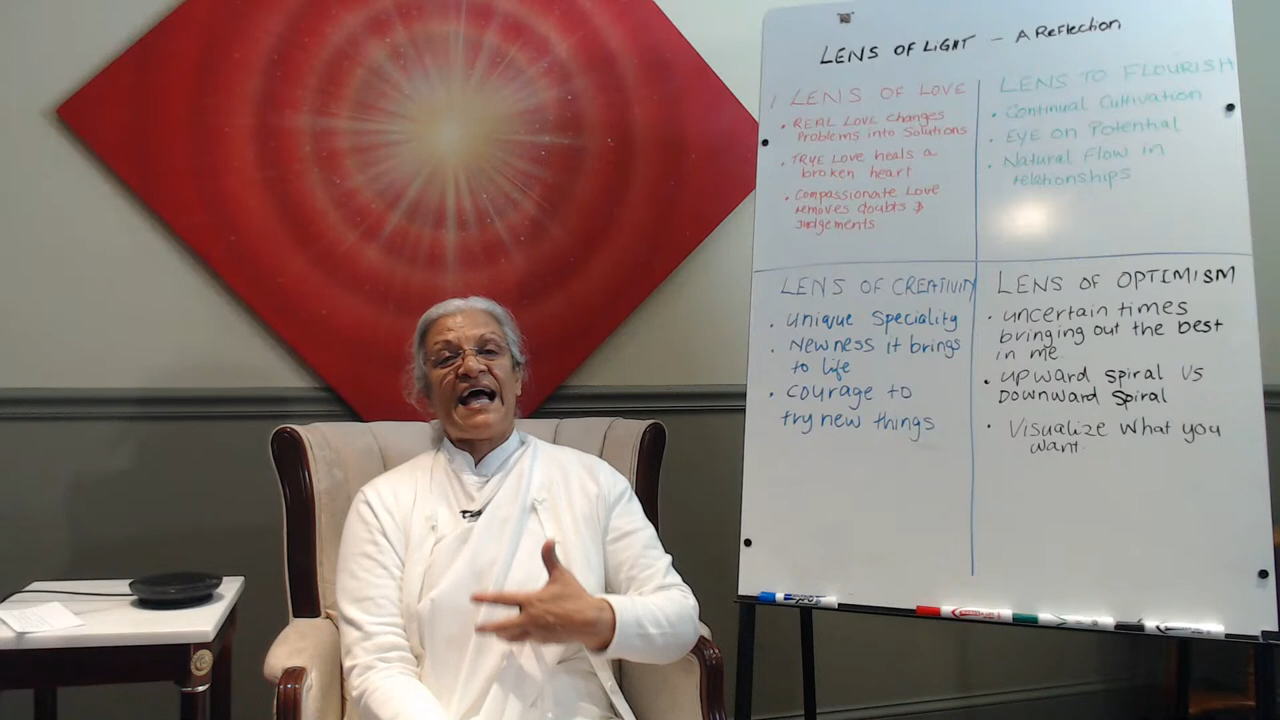 LENS OF LIGHT – A Reflection
LENS OF LOVE
• REAL LOVE changes
Problems into Solutions
• TRYE LOVE heals a
broken heart
• Compassionate Love
removes doubts &
Judgements
LENS TO FLOURISH
• Continual Cultivation
• Eye on Potential
• Natural Flow in
relationships
LENS OF CREATIVITY
• Unique Speciality
• Newness it brings
to life
• Courage to
try new things
LENS OF OPTIMISM
• uncertain times
bringing out the best
in me
• upward spiral vs
Downward spiral
• Visualize what you
want.